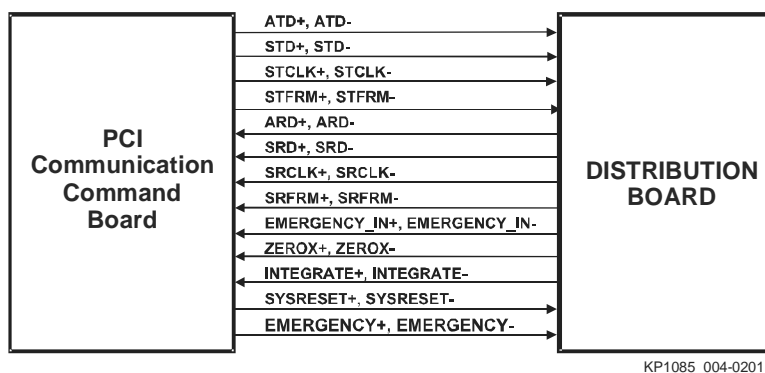 ATD+, ATD-
STD+, STD-
STCLK+, STCLK-
STFRM+, STFRM-
ARD+, ARD-
SRD+, SRD-
SRCLK+, SRCLK-
SRFRM+, SRFRM-
EMERGENCY_IN+, EMERGENCY_IN-
ZEROX+, ZEROX-
INTEGRATE+, INTEGRATE-
SYSRESET+, SYSRESET-
EMERGENCY+, EMERGENCY-
PCI
Communication
Command
Board
DISTRIBUTION
BOARD
KP1085 004-0201